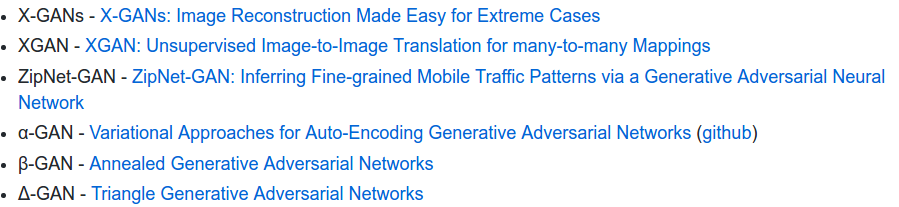 • X-GANs - X-GANs: Image Reconstruction Made Easy for Extreme Cases
• XGAN - XGAN: Unsupervised Image-to-Image Translation for many-to-many Mappings
• ZipNet-GAN - ZipNet-GAN: Inferring Fine-grained Mobile Traffic Patterns via a Generative Adversarial Neural
Network
• α-GAN - Variational Approaches for Auto-Encoding Generative Adversarial Networks (github)
• β-GAN - Annealed Generative Adversarial Networks
• Δ-GAN - Triangle Generative Adversarial Networks